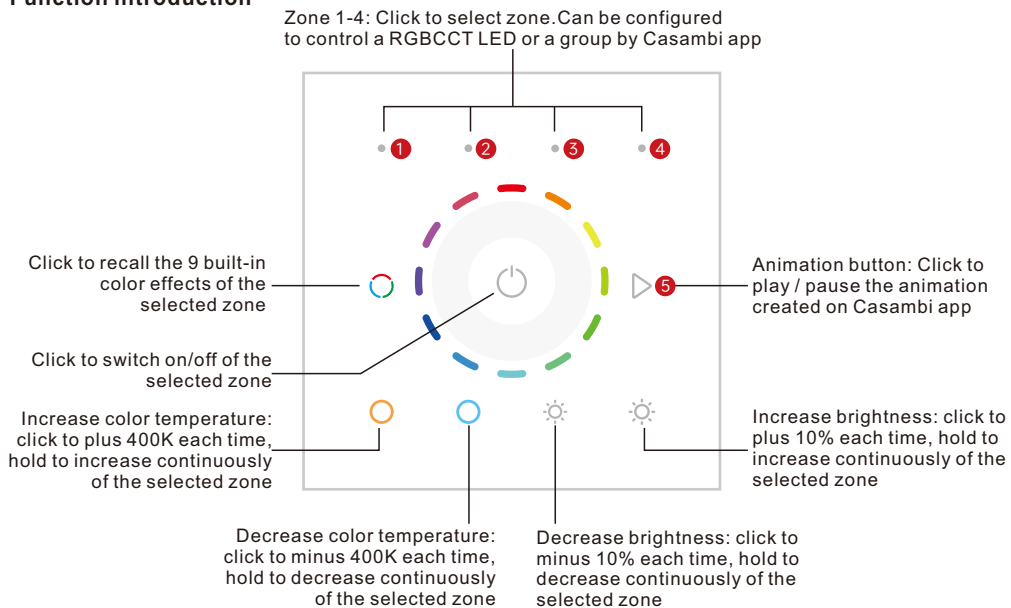 Function Introduction
Zone 1-4: Click to select zone.Can be configured
to control a RGBCCT LED or a group by Casambi app
1
2
3
4
Click to recall the 9 built-in
color effects of the
selected zone
5
Animation button: Click to
play / pause the animation
created on Casambi app
Click to switch on/off of the
selected zone
Increase color temperature:
click to plus 400K each time,
hold to increase continuously
of the selected zone
Increase brightness: click to
plus 10% each time, hold to
increase continuously of the
selected zone
Decrease color temperature:
click to minus 400K each time,
hold to decrease continuously
of the selected zone
Decrease brightness: click to
minus 10% each time, hold to
decrease continuously of the
selected zone